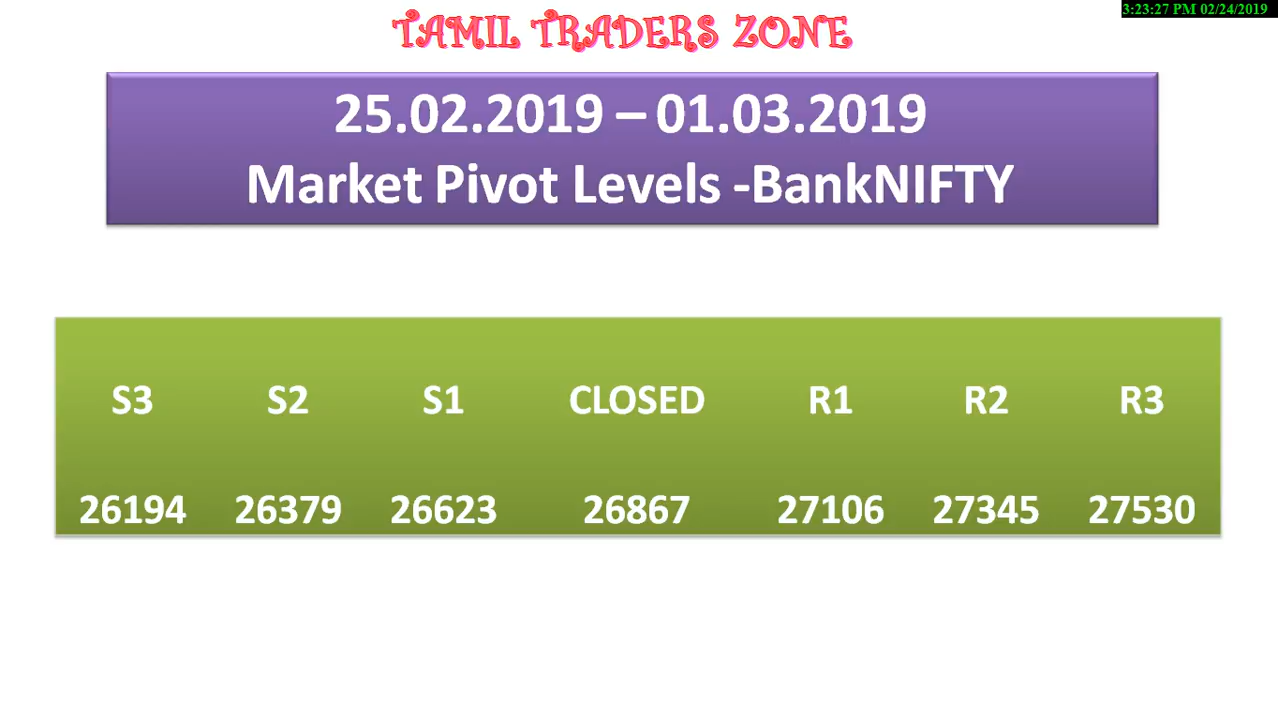 3:23:27 PM 02/24/2019
TAMIL TRADERS ZONE
25.02.2019 – 01.03.2019
Market Pivot Levels -BankNIFTY
S3 S2 S1 CLOSED R1 R2 R3
26194 26379 26623 26867 27106 27345 27530